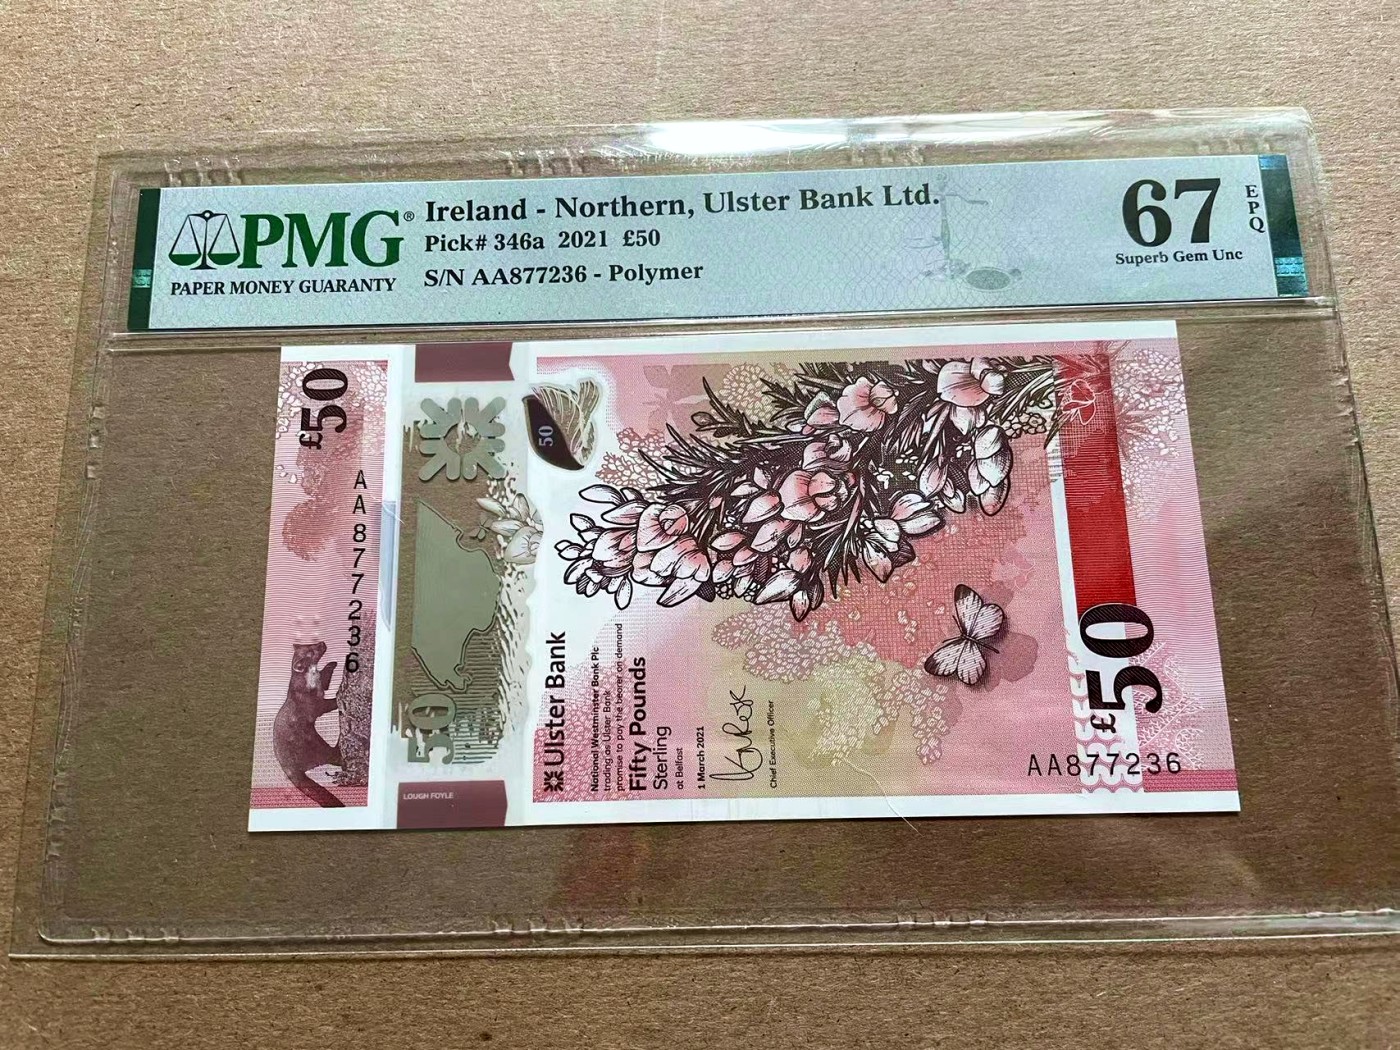 PMG®
PAPER MONEY GUARANTY
Ireland - Northern, Ulster Bank Ltd.
Pick# 346a 2021 £50
S/N AA877236 - Polymer
67
Superb Gem Unc
EPQ
£50
AA877236
50
50
LOUGH FOYLE
Ulster Bank
National Westminster Bank Plc
trading as Ulster Bank
promise to pay the bearer on demand
Fifty Pounds
Sterling
at Belfast
1 March 2021
Chief Executive Officer
£50
AA877236